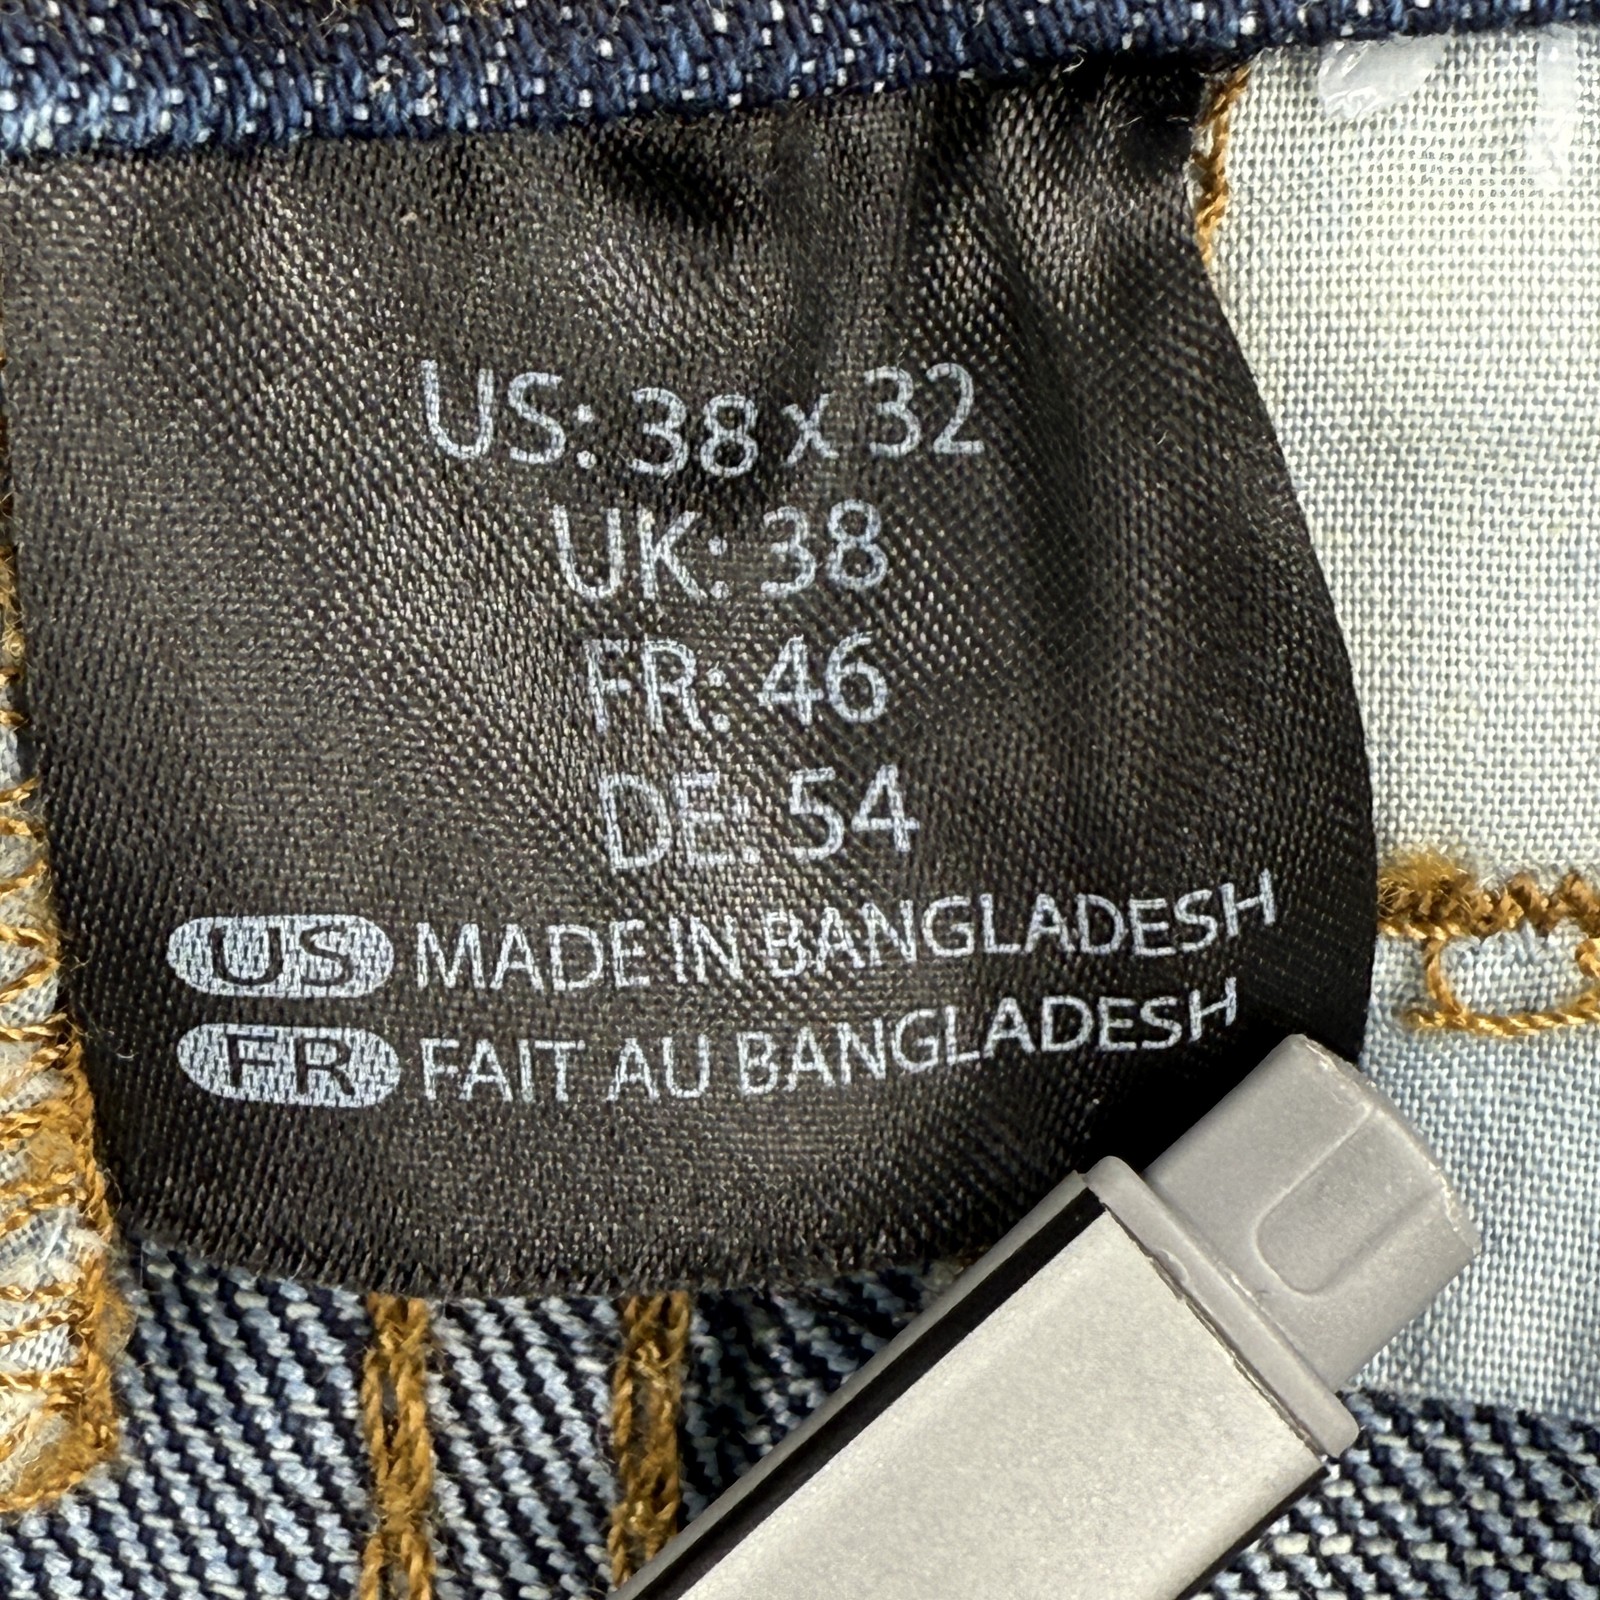 US: 38 x 32
UK: 38
FR: 46
DE: 54
US MADE IN BANGLADESH
FR FAIT AU BANGLADESH